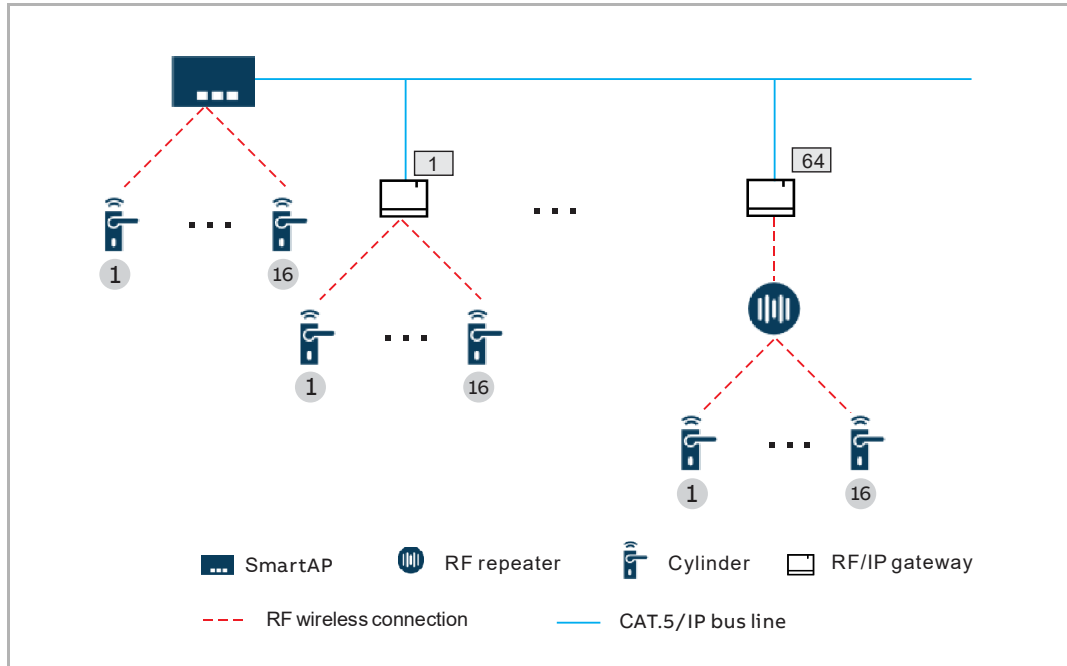 1
64
1
16
1
16
1
16
SmartAP
RF repeater
Cylinder
RF/IP gateway
RF wireless connection
CAT.5/IP bus line